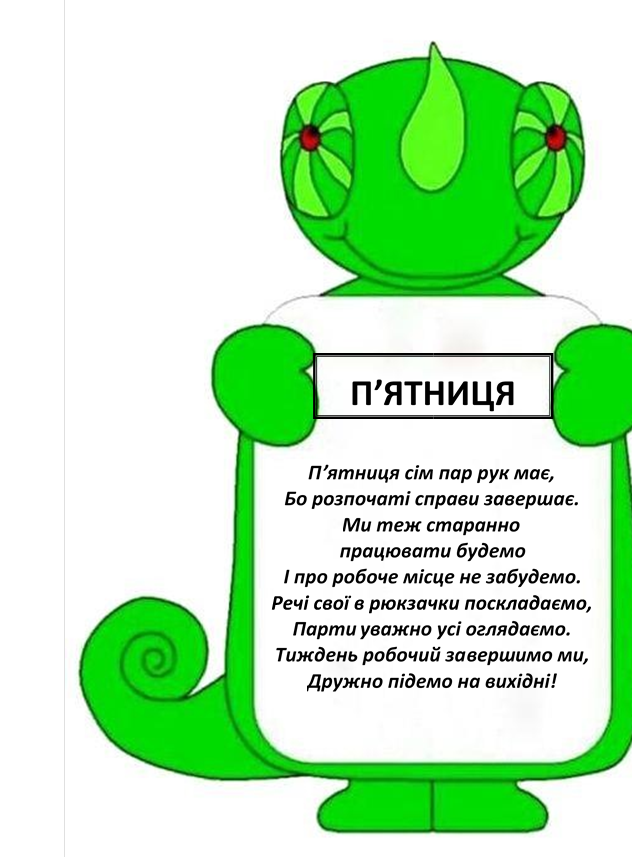 П’ЯТНИЦЯ
П’ятниця сім пар рук має,
Бо розпочаті справи завершає.
Ми теж старанно
працювати будемо
І про робоче місце не забудемо.
Речі свої в рюкзачки поскладаємо,
Парти уважно усі оглядаємо.
Тиждень робочий завершимо ми,
Дружно підемо на вихідні!